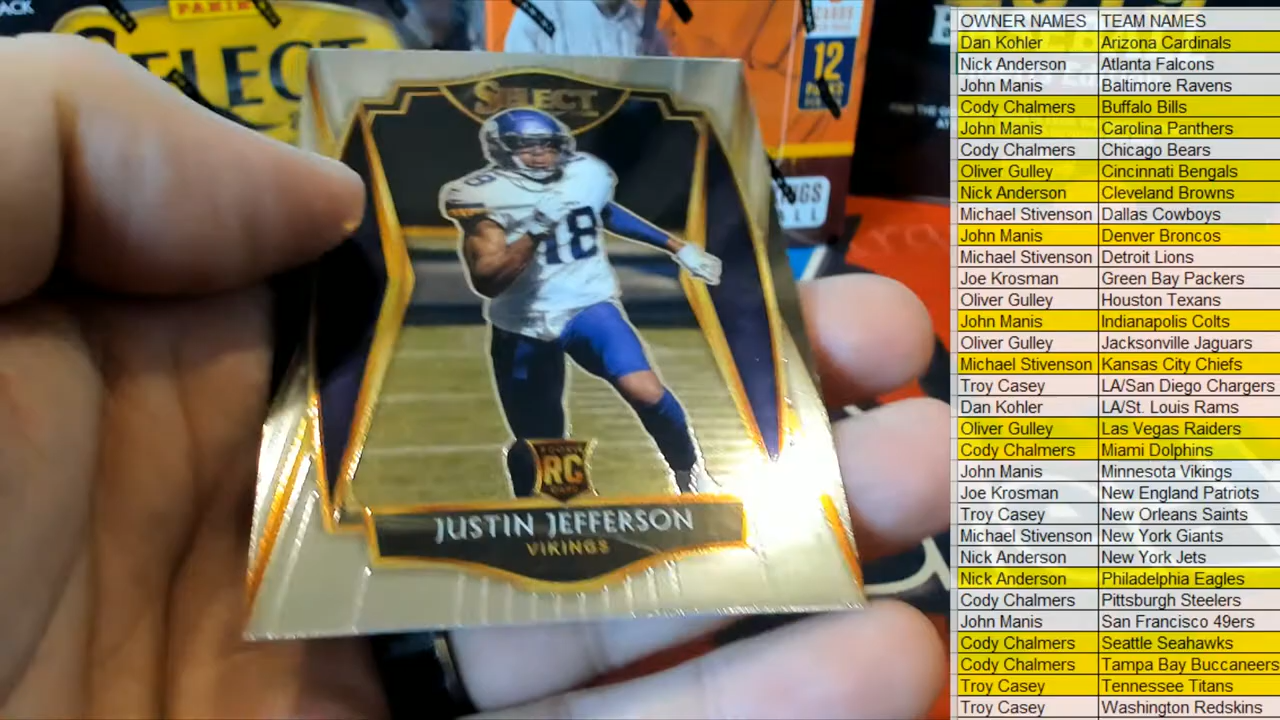 PACK
PANINI
SELECT
CARDS
12
PACKS
SELECT
18
18
ROOKIE
RC
JUSTIN JEFFERSON
VIKINGS
OWNER NAMES TEAM NAMES
Dan Kohler Arizona Cardinals
Nick Anderson Atlanta Falcons
John Manis Baltimore Ravens
Cody Chalmers Buffalo Bills
John Manis Carolina Panthers
Cody Chalmers Chicago Bears
Oliver Gulley Cincinnati Bengals
Nick Anderson Cleveland Browns
Michael Stivenson Dallas Cowboys
John Manis Denver Broncos
Michael Stivenson Detroit Lions
Joe Krosman Green Bay Packers
Oliver Gulley Houston Texans
John Manis Indianapolis Colts
Oliver Gulley Jacksonville Jaguars
Michael Stivenson Kansas City Chiefs
Troy Casey LA/San Diego Chargers
Dan Kohler LA/St. Louis Rams
Oliver Gulley Las Vegas Raiders
Cody Chalmers Miami Dolphins
John Manis Minnesota Vikings
Joe Krosman New England Patriots
Troy Casey New Orleans Saints
Michael Stivenson New York Giants
Nick Anderson New York Jets
Nick Anderson Philadelphia Eagles
Cody Chalmers Pittsburgh Steelers
John Manis San Francisco 49ers
Cody Chalmers Seattle Seahawks
Cody Chalmers Tampa Bay Buccaneers
Troy Casey Tennessee Titans
Troy Casey Washington Redskins